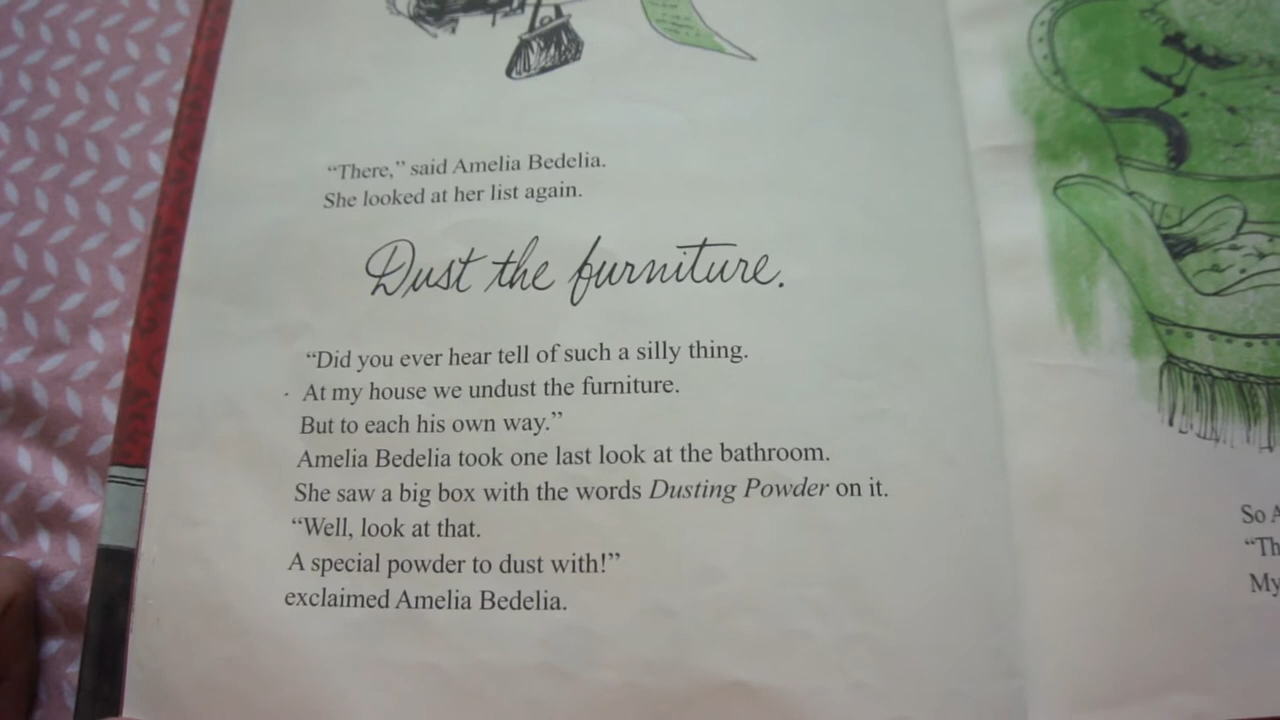 “There,” said Amelia Bedelia.
She looked at her list again.
Dust the furniture.
“Did you ever hear tell of such a silly thing.
At my house we undust the furniture.
But to each his own way.”
Amelia Bedelia took one last look at the bathroom.
She saw a big box with the words Dusting Powder on it.
“Well, look at that.
A special powder to dust with!”
exclaimed Amelia Bedelia.
So
My